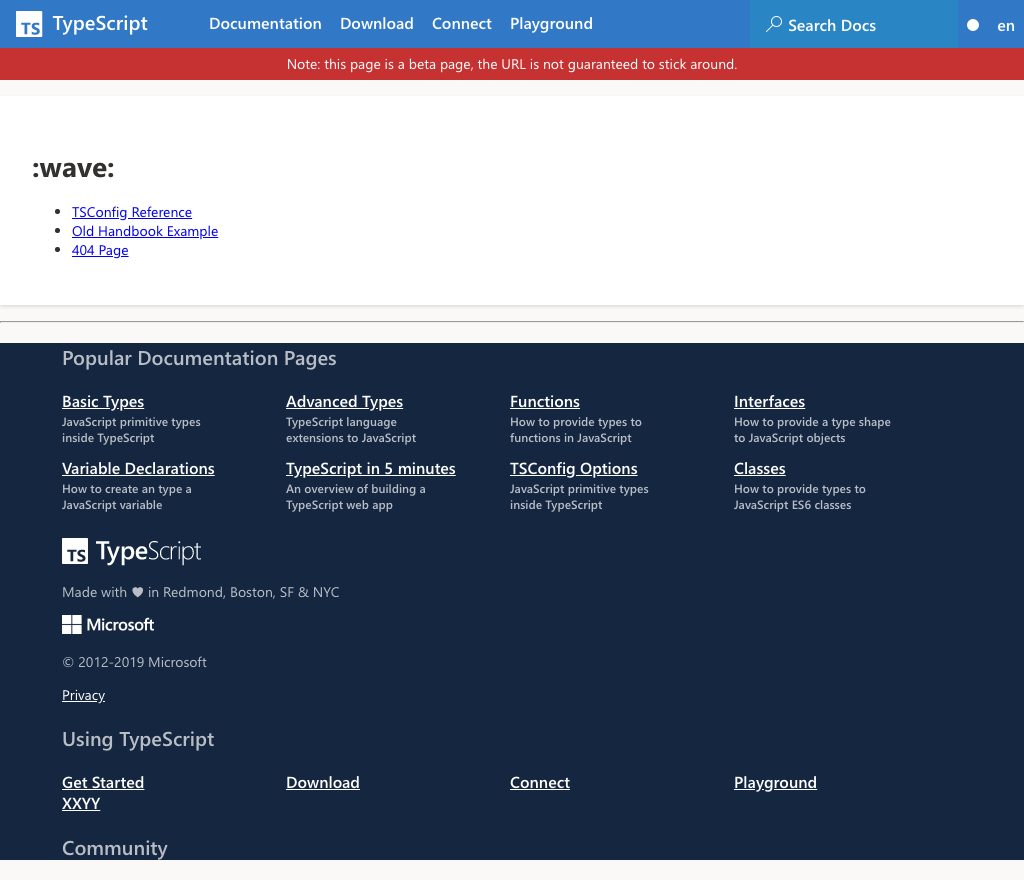 TS TypeScript Documentation Download Connect Playground Search Docs en
Note: this page is a beta page, the URL is not guaranteed to stick around.
:wave:
TSConfig Reference
Old Handbook Example
404 Page
Popular Documentation Pages
Basic Types Advanced Types Functions Interfaces
JavaScript primitive types TypeScript language How to provide types to How to provide a type shape
inside TypeScript extensions to JavaScript functions in JavaScript to JavaScript objects
Variable Declarations TypeScript in 5 minutes TSConfig Options Classes
How to create an type a An overview of building a JavaScript primitive types How to provide types to
JavaScript variable TypeScript web app inside TypeScript JavaScript ES6 classes
TS TypeScript
Made with ♥ in Redmond, Boston, SF & NYC
Microsoft
© 2012-2019 Microsoft
Privacy
Using TypeScript
Get Started Download Connect Playground
XXYY
Community